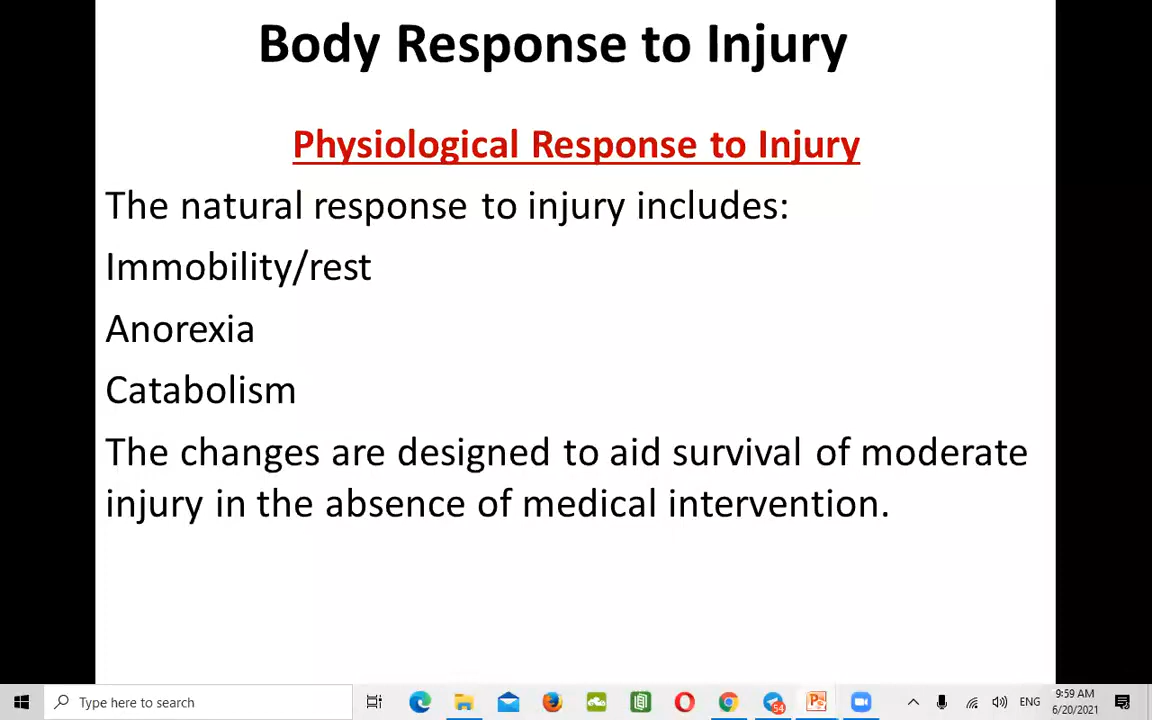 Body Response to Injury
Physiological Response to Injury
The natural response to injury includes:
Immobility/rest
Anorexia
Catabolism
The changes are designed to aid survival of moderate
injury in the absence of medical intervention.
Type here to search
54
ENG
9:59 AM
6/20/2021